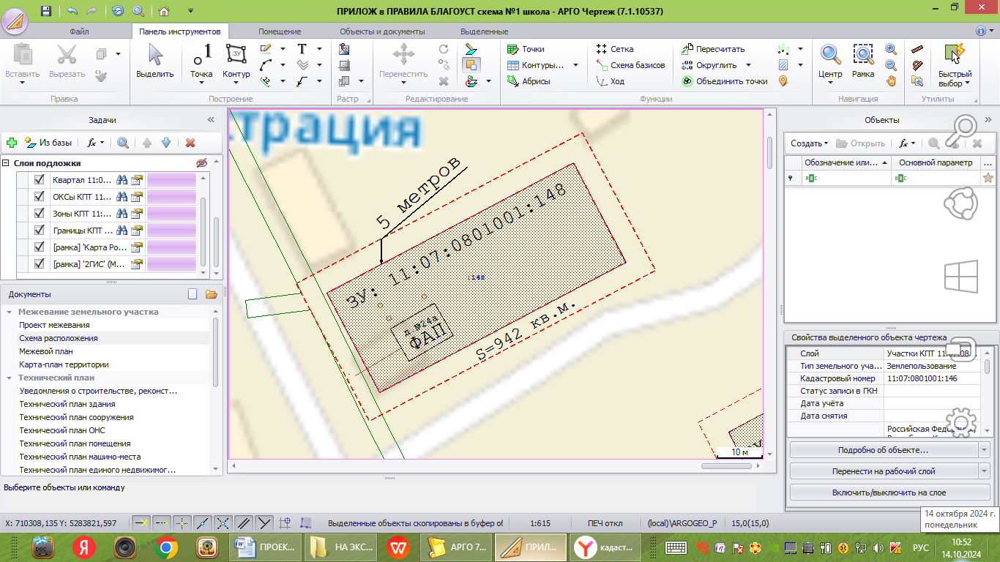 ПРИЛОЖ в ПРАВИЛА БЛАГОУСТ схема №1 школа - АРГО Чертеж (7.1.10537)
Файл
Панель инструментов
Помещение
Объекты и документы
Выделенные
Вставить
Вырезать
Правка
Выделить
Точка
Контур
Построение
Растр
Переместить
Редактирование
Точки
Контуры...
Абрисы
Сетка
Схема базисов
Ход
Пересчитать
Округлить
Объединить точки
Функции
Центр
Рамка
Навигация
Быстрый выбор
Утилиты
Задачи
Из базы
Слои подложки
Квартал 11:0...
ОКСы КПТ 11...
Зоны КПТ 11:...
Границы КПТ ...
[рамка] 'Карта Ро...
[рамка] '2ГИС' (М...
Документы
Межевание земельного участка
Проект межевания
Схема расположения
Межевой план
Карта-план территории
Технический план
Уведомления о строительстве, реконст...
Технический план здания
Технический план сооружения
Технический план ОНС
Технический план помещения
Технический план машино-места
Технический план единого недвижимог...
трация
5 метров
ЗУ: 11:07:0801001:148
:148
д.№24а
ФАП
S=942 кв.м.
10 м
Объекты
Создать
Открыть
Обозначение или...
Основной параметр
...
Свойства выделенного объекта чертежа
Слой Участки КПТ 11:07:08...
Тип земельного уча... Землепользование
Кадастровый номер 11:07:0801001:146
Статус записи в ГКН
Дата учёта
Дата снятия
Российская Федерация,
Подробно об объекте...
Перенести на рабочий слой
Включить/выключить на слое
Выберите объекты или команду
X: 710308,135 Y: 5283821,597
Выделенные объекты скопированы в буфер об
1:615
ПЕЧ откл
(local)\ARGOGEO_P
15,0(15,0)
14 октября 2024 г.
понедельник
DOC
Я
ПРОЕК...
НА ЭКС...
АРГО 7...
ПРИЛ...
кадаст...
РУС
10:52
14.10.2024